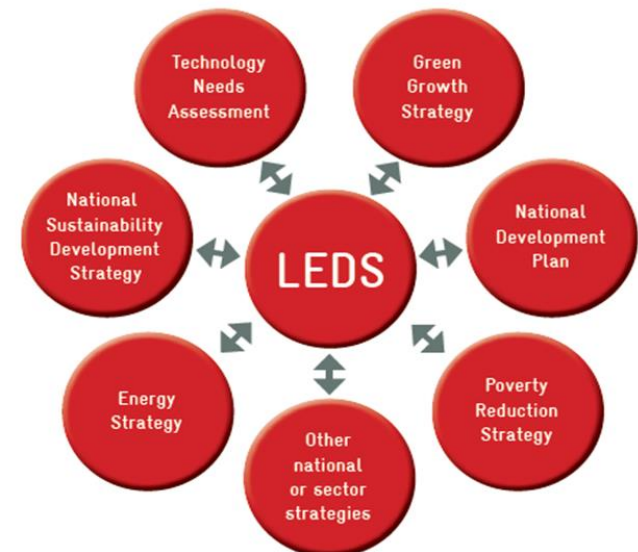 Technology
Needs
Assessment
Green
Growth
Strategy
National
Sustainability
Development
Strategy
LEDS
National
Development
Plan
Energy
Strategy
Poverty
Reduction
Strategy
Other
national
or sector
strategies